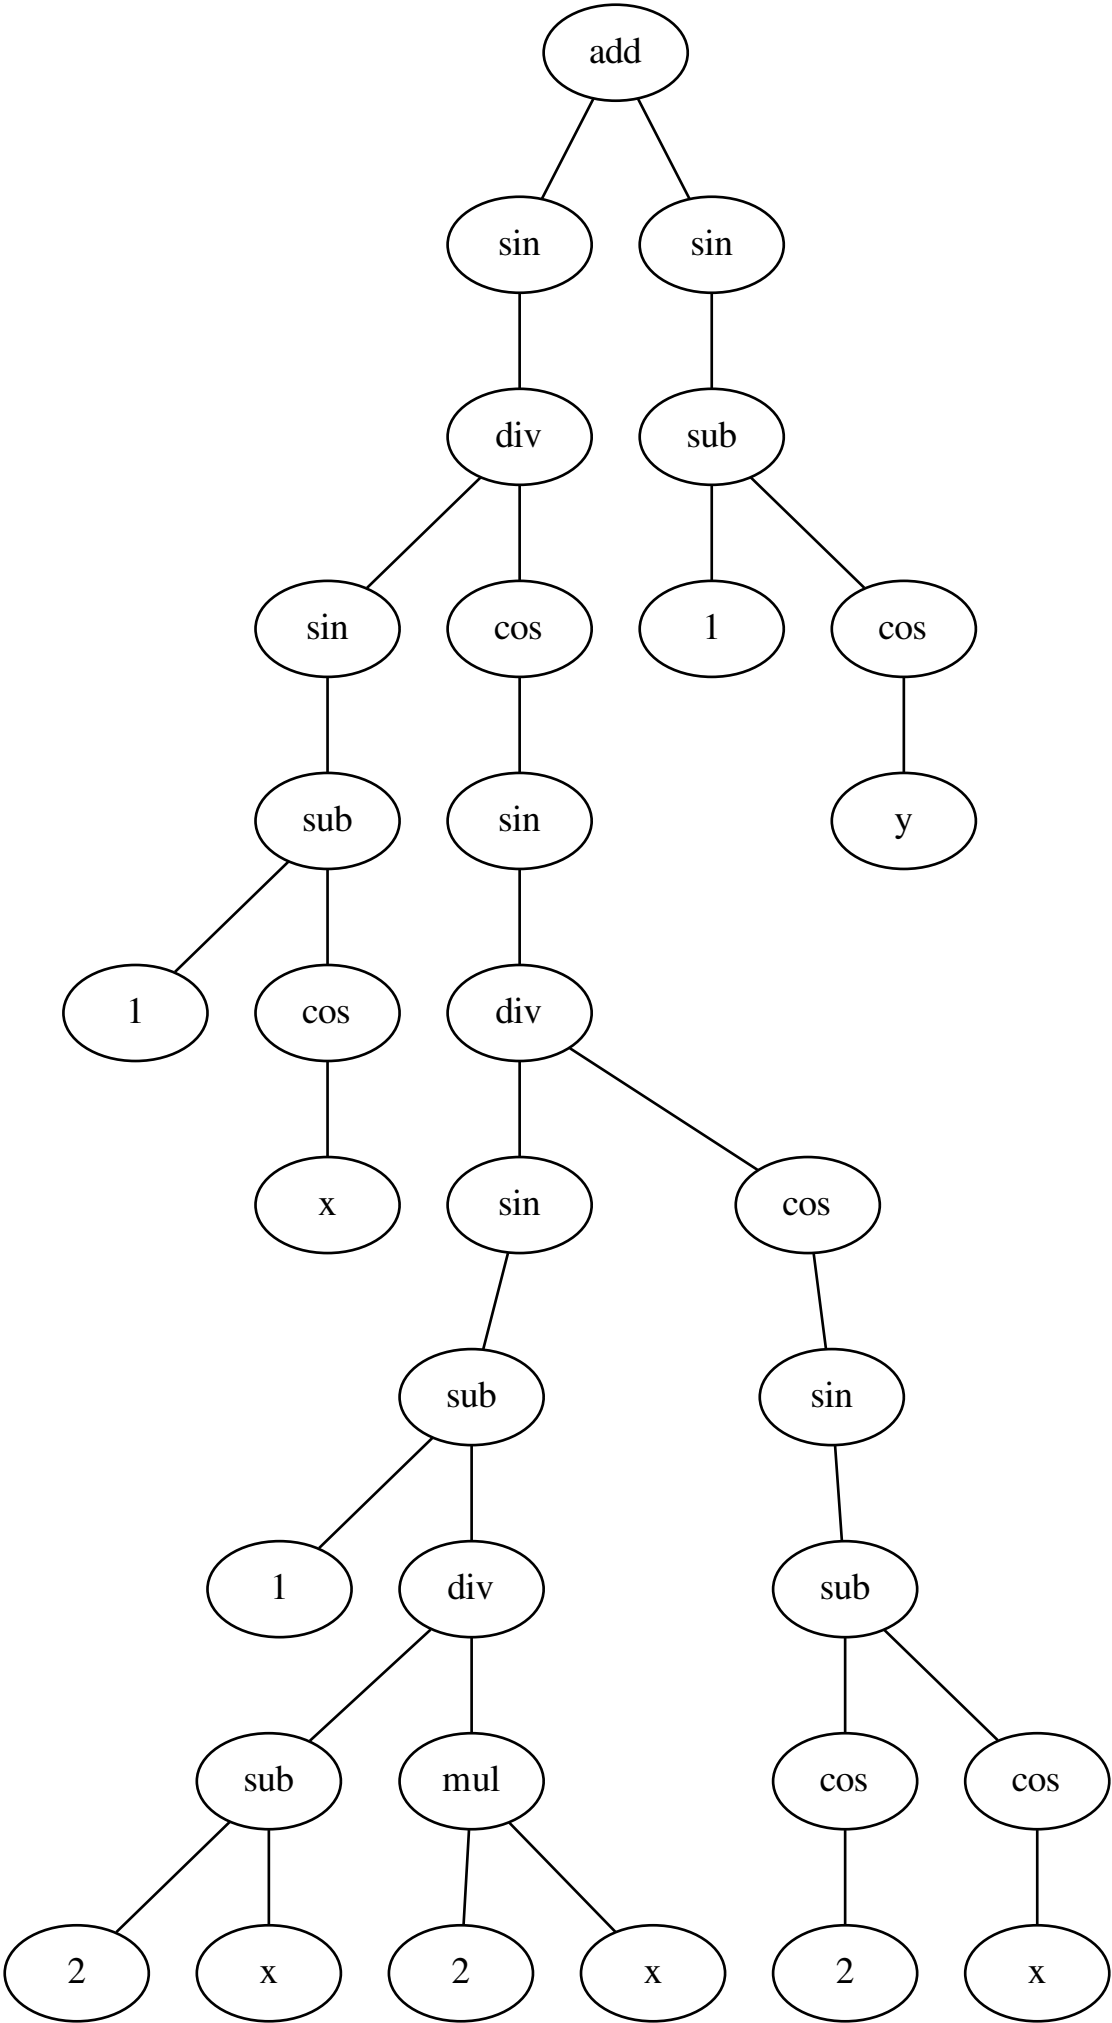 add
sin sin
div sub
sin cos 1 cos
sub sin y
1 cos div
x sin cos
sub sin
1 div sub
sub mul cos cos
2 x 2 x 2 x